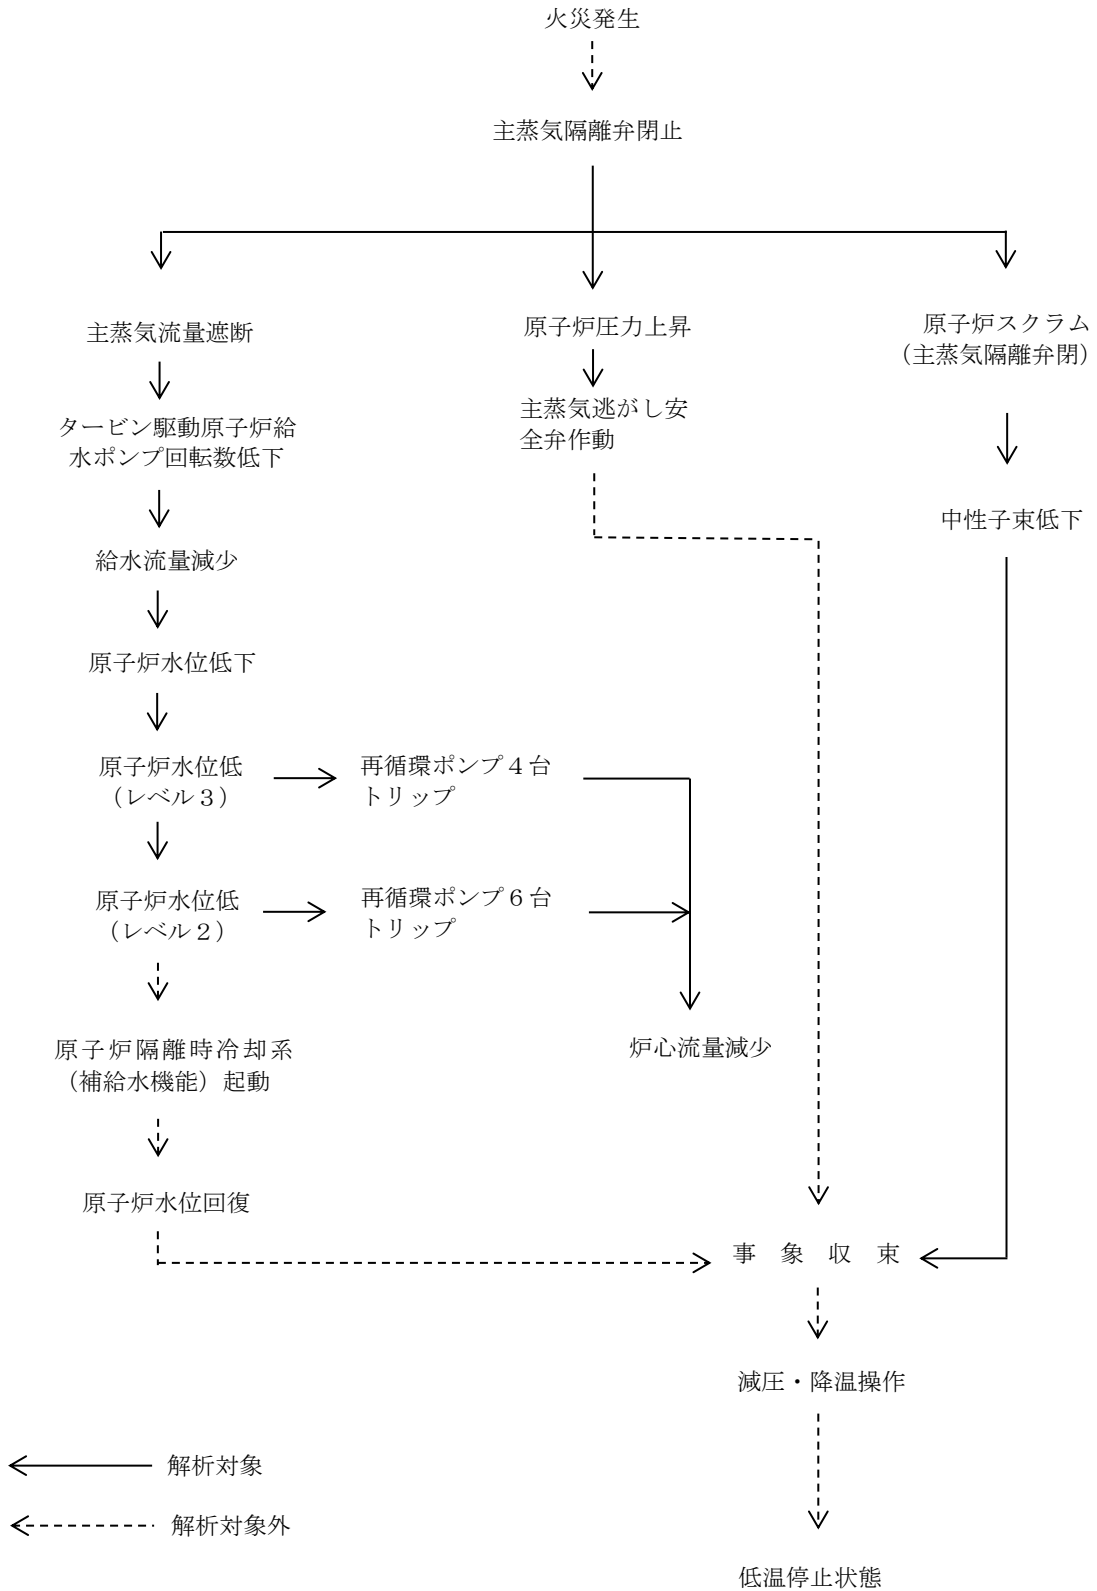 火災発生
主蒸気隔離弁閉止
主蒸気流量遮断
タービン駆動原子炉給
水ポンプ回転数低下
給水流量減少
原子炉水位低下
原子炉水位低
（レベル３）
再循環ポンプ４台
トリップ
原子炉水位低
（レベル２）
再循環ポンプ６台
トリップ
炉心流量減少
原子炉隔離時冷却系
（補給水機能）起動
原子炉水位回復
原子炉圧力上昇
主蒸気逃がし安
全弁作動
原子炉スクラム
（主蒸気隔離弁閉）
中性子束低下
事　象　収　束
減圧・降温操作
低温停止状態
解析対象
解析対象外